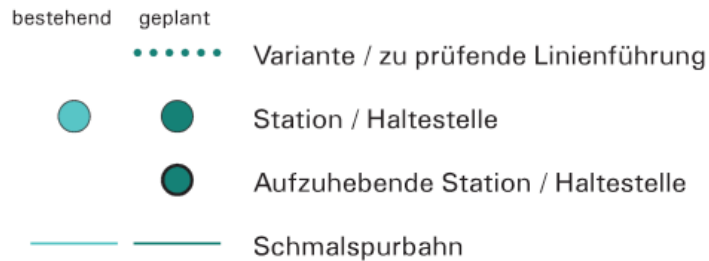 bestehend geplant
Variante / zu prüfende Linienführung
Station / Haltestelle
Aufzuhebende Station / Haltestelle
Schmalspurbahn